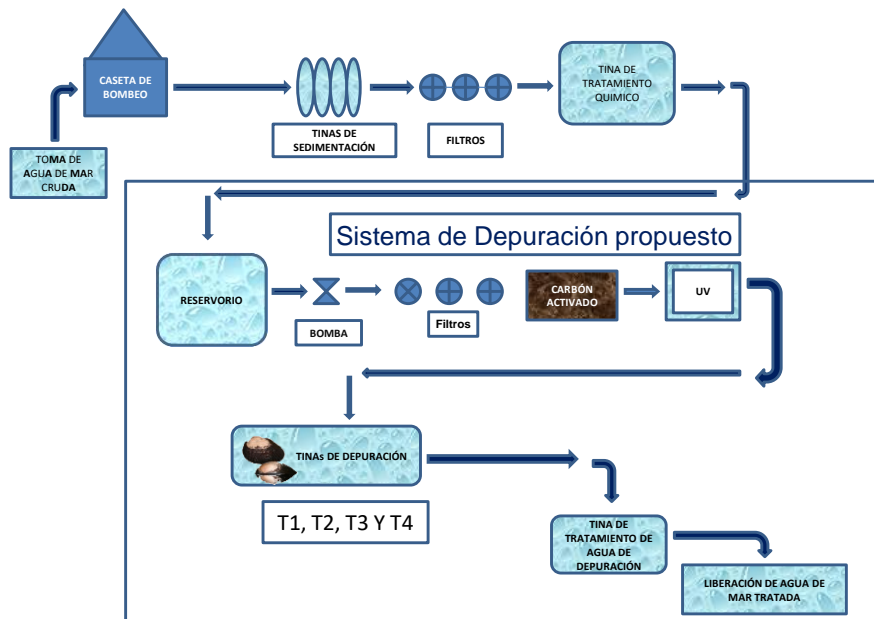 CASETA DE
BOMBEO
TINAS DE
SEDIMENTACIÓN
FILTROS
TINA DE
TRATAMIENTO
QUIMICO
TOMA DE
AGUA DE MAR
CRUDA
Sistema de Depuración propuesto
RESERVORIO
BOMBA
Filtros
CARBÓN
ACTIVADO
UV
TINAs DE DEPURACIÓN
T1, T2, T3 Y T4
TINA DE
TRATAMIENTO DE
AGUA DE
DEPURACIÓN
LIBERACIÓN DE AGUA DE
MAR TRATADA